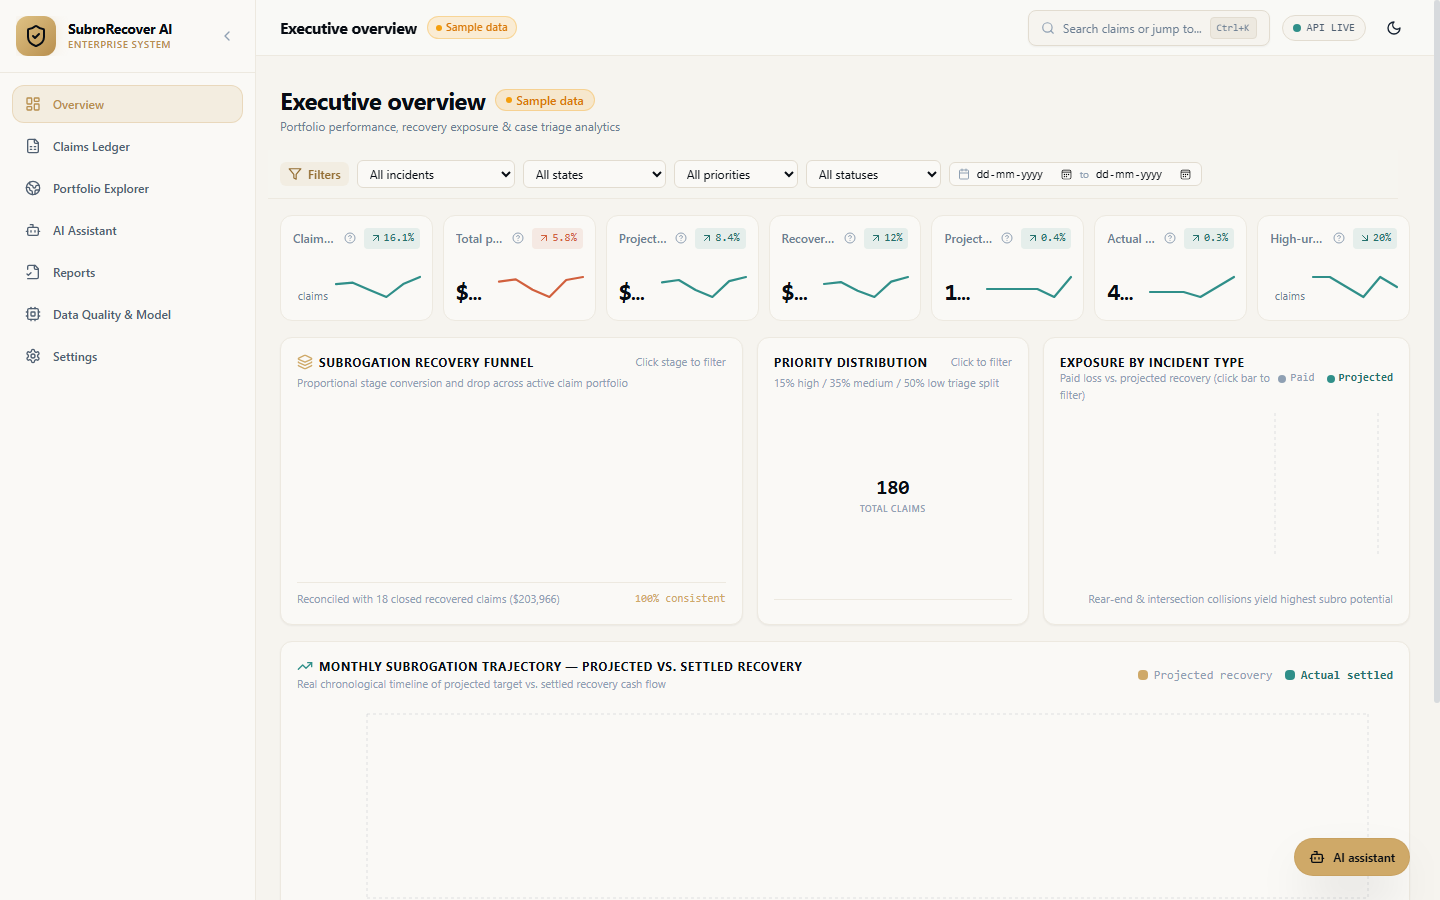 SubroRecover AI
ENTERPRISE SYSTEM
Executive overview
Sample data
Search claims or jump to...
Ctrl+K
API LIVE
Overview
Claims Ledger
Portfolio Explorer
AI Assistant
Reports
Data Quality & Model
Settings
Executive overview
Sample data
Portfolio performance, recovery exposure & case triage analytics
Filters
All incidents
All states
All priorities
All statuses
dd-mm-yyyy
to
dd-mm-yyyy
Claim...
16.1%
claims
Total p...
5.8%
$...
Project...
8.4%
$...
Recover...
12%
$...
Project...
0.4%
1...
Actual ...
0.3%
4...
High-ur...
20%
claims
SUBROGATION RECOVERY FUNNEL
Click stage to filter
Proportional stage conversion and drop across active claim portfolio
Reconciled with 18 closed recovered claims ($203,966)
100% consistent
PRIORITY DISTRIBUTION
Click to filter
15% high / 35% medium / 50% low triage split
180
TOTAL CLAIMS
EXPOSURE BY INCIDENT TYPE
Paid loss vs. projected recovery (click bar to
filter)
Paid
Projected
Rear-end & intersection collisions yield highest subro potential
MONTHLY SUBROGATION TRAJECTORY — PROJECTED VS. SETTLED RECOVERY
Real chronological timeline of projected target vs. settled recovery cash flow
Projected recovery
Actual settled
AI assistant